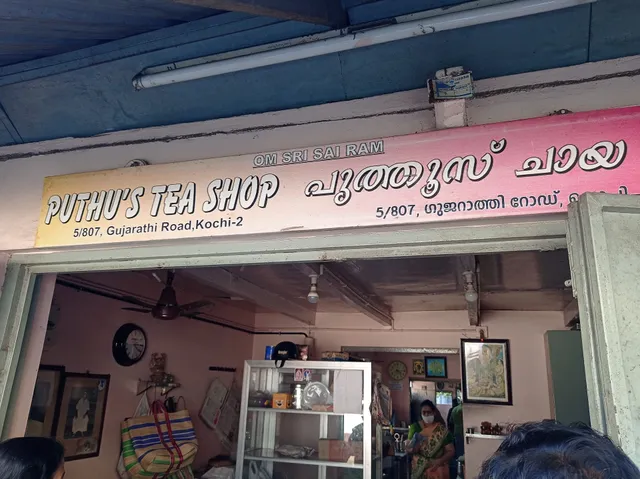 OM SRI SAI RAM
PUTHU'S TEA SHOP
5/807, Gujarathi Road,Kochi-2
പുത്തൂസ് ചായ
5/807, ഗുജറാത്തി റോഡ്,